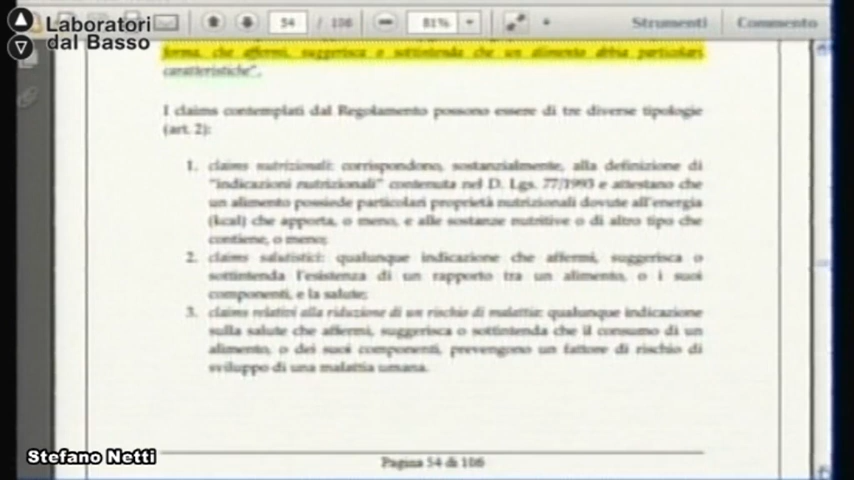 Laboratori
dal Basso
54 / 106
81%
Strumenti
Commento
forma, che affermi, suggerisca o sottintenda che un alimento abbia particolari
caratteristiche".
I claims contemplati dal Regolamento possono essere di tre diverse tipologie
(art. 2):
1. claims nutrizionali: corrispondono, sostanzialmente, alla definizione di
"indicazioni nutrizionali" contenuta nel D. Lgs. 77/1993 e attestano che
un alimento possiede particolari proprietà nutrizionali dovute all'energia
(kcal) che apporta, o meno, e alle sostanze nutritive o di altro tipo che
contiene, o meno;
2. claims salutistici: qualunque indicazione che affermi, suggerisca o
sottintenda l'esistenza di un rapporto tra un alimento, o i suoi
componenti, e la salute;
3. claims relativi alla riduzione di un rischio di malattia: qualunque indicazione
sulla salute che affermi, suggerisca o sottintenda che il consumo di un
alimento, o dei suoi componenti, prevengono un fattore di rischio di
sviluppo di una malattia umana.
Pagina 54 di 106
Stefano Netti